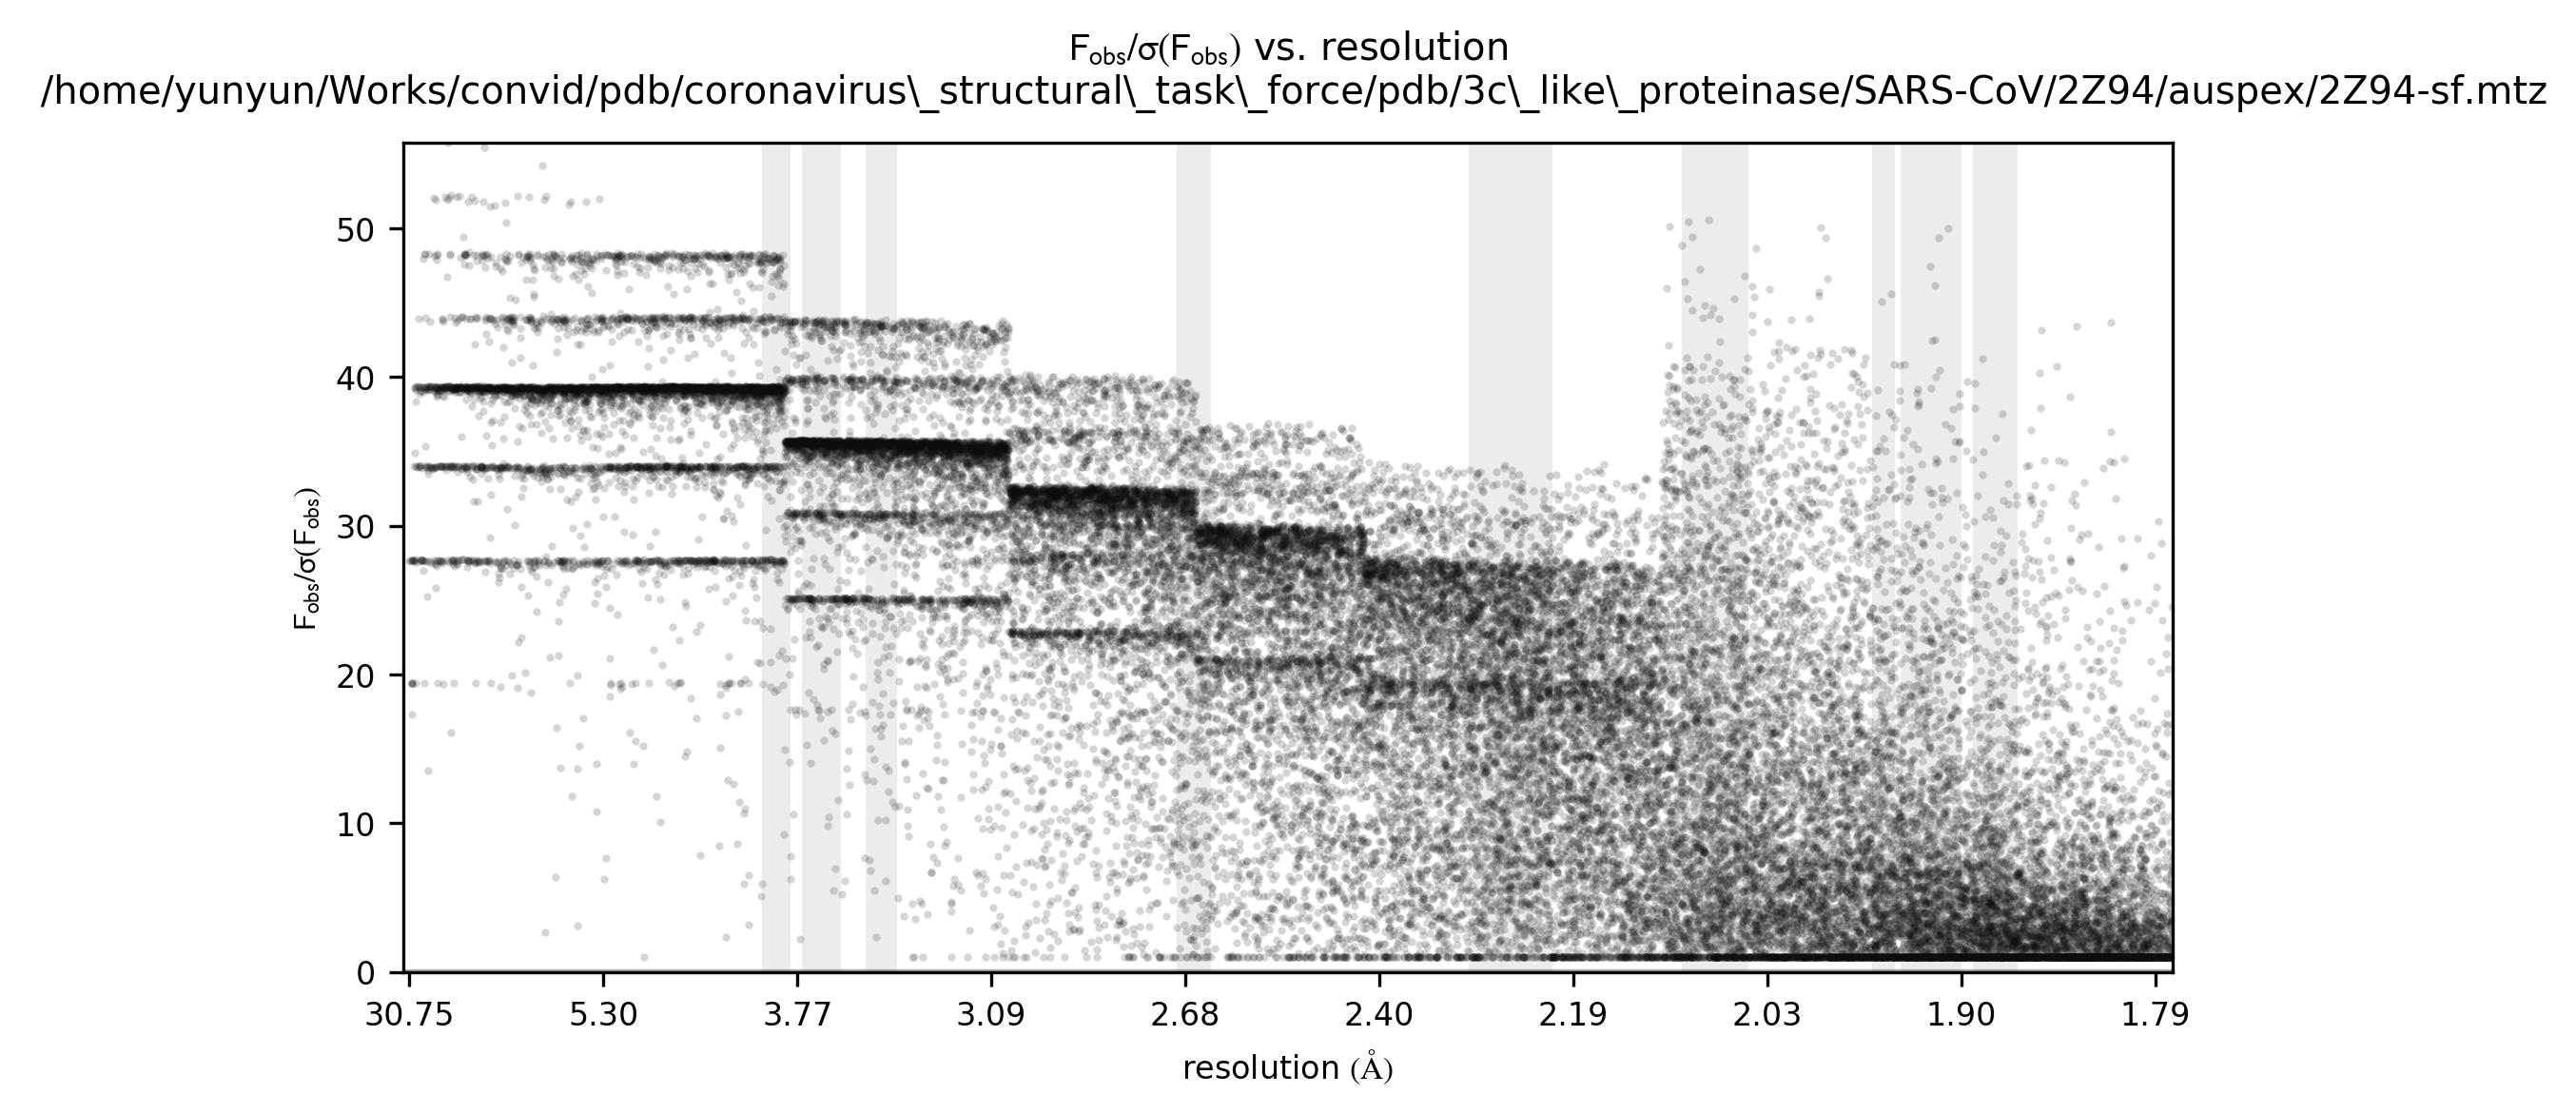 Fobs/σ(Fobs) vs. resolution
/home/yunyun/Works/convid/pdb/coronavirus\_structural\_task\_force/pdb/3c\_like\_proteinase/SARS-CoV/2Z94/auspex/2Z94-sf.mtz
Fobs/σ(Fobs)
50
40
30
20
10
0
30.75 5.30 3.77 3.09 2.68 2.40 2.19 2.03 1.90 1.79
resolution (Å)